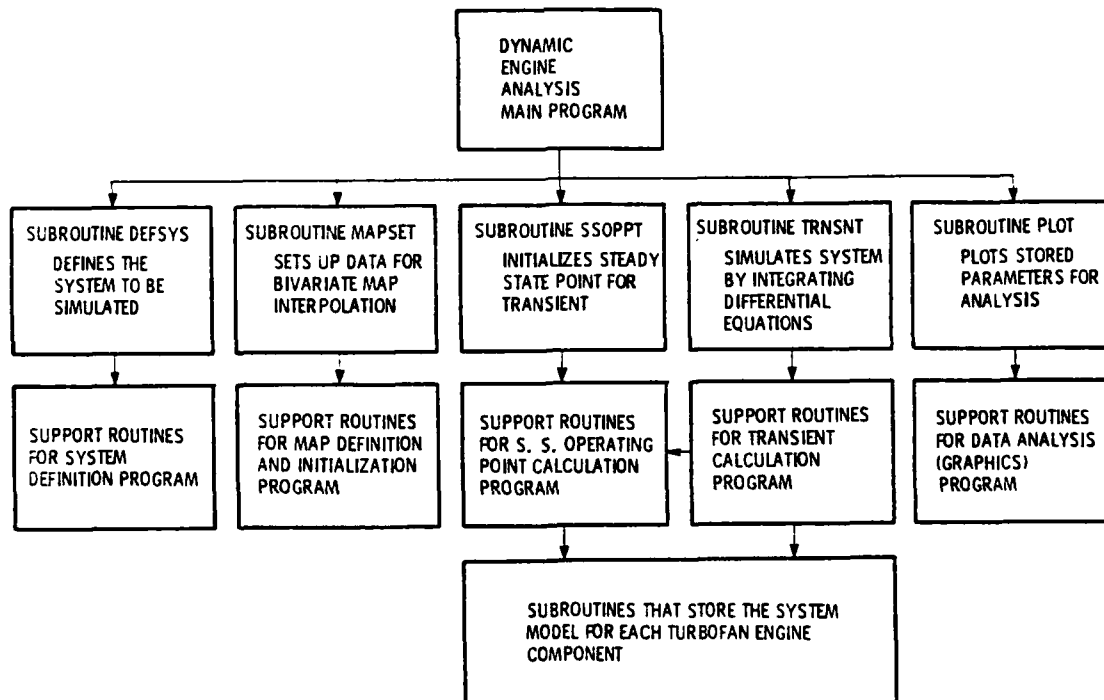 DYNAMIC
ENGINE
ANALYSIS
MAIN PROGRAM
SUBROUTINE DEFSYS
DEFINES THE
SYSTEM TO BE
SIMULATED
SUBROUTINE MAPSET
SETS UP DATA FOR
BIVARIATE MAP
INTERPOLATION
SUBROUTINE SSOPPT
INITIALIZES STEADY
STATE POINT FOR
TRANSIENT
SUBROUTINE TRNSNT
SIMULATES SYSTEM
BY INTEGRATING
DIFFERENTIAL
EQUATIONS
SUBROUTINE PLOT
PLOTS STORED
PARAMETERS FOR
ANALYSIS
SUPPORT ROUTINES
FOR SYSTEM
DEFINITION PROGRAM
SUPPORT ROUTINES
FOR MAP DEFINITION
AND INITIALIZATION
PROGRAM
SUPPORT ROUTINES
FOR S. S. OPERATING
POINT CALCULATION
PROGRAM
SUPPORT ROUTINES
FOR TRANSIENT
CALCULATION
PROGRAM
SUPPORT ROUTINES
FOR DATA ANALYSIS
(GRAPHICS)
PROGRAM
SUBROUTINES THAT STORE THE SYSTEM
MODEL FOR EACH TURBOFAN ENGINE
COMPONENT